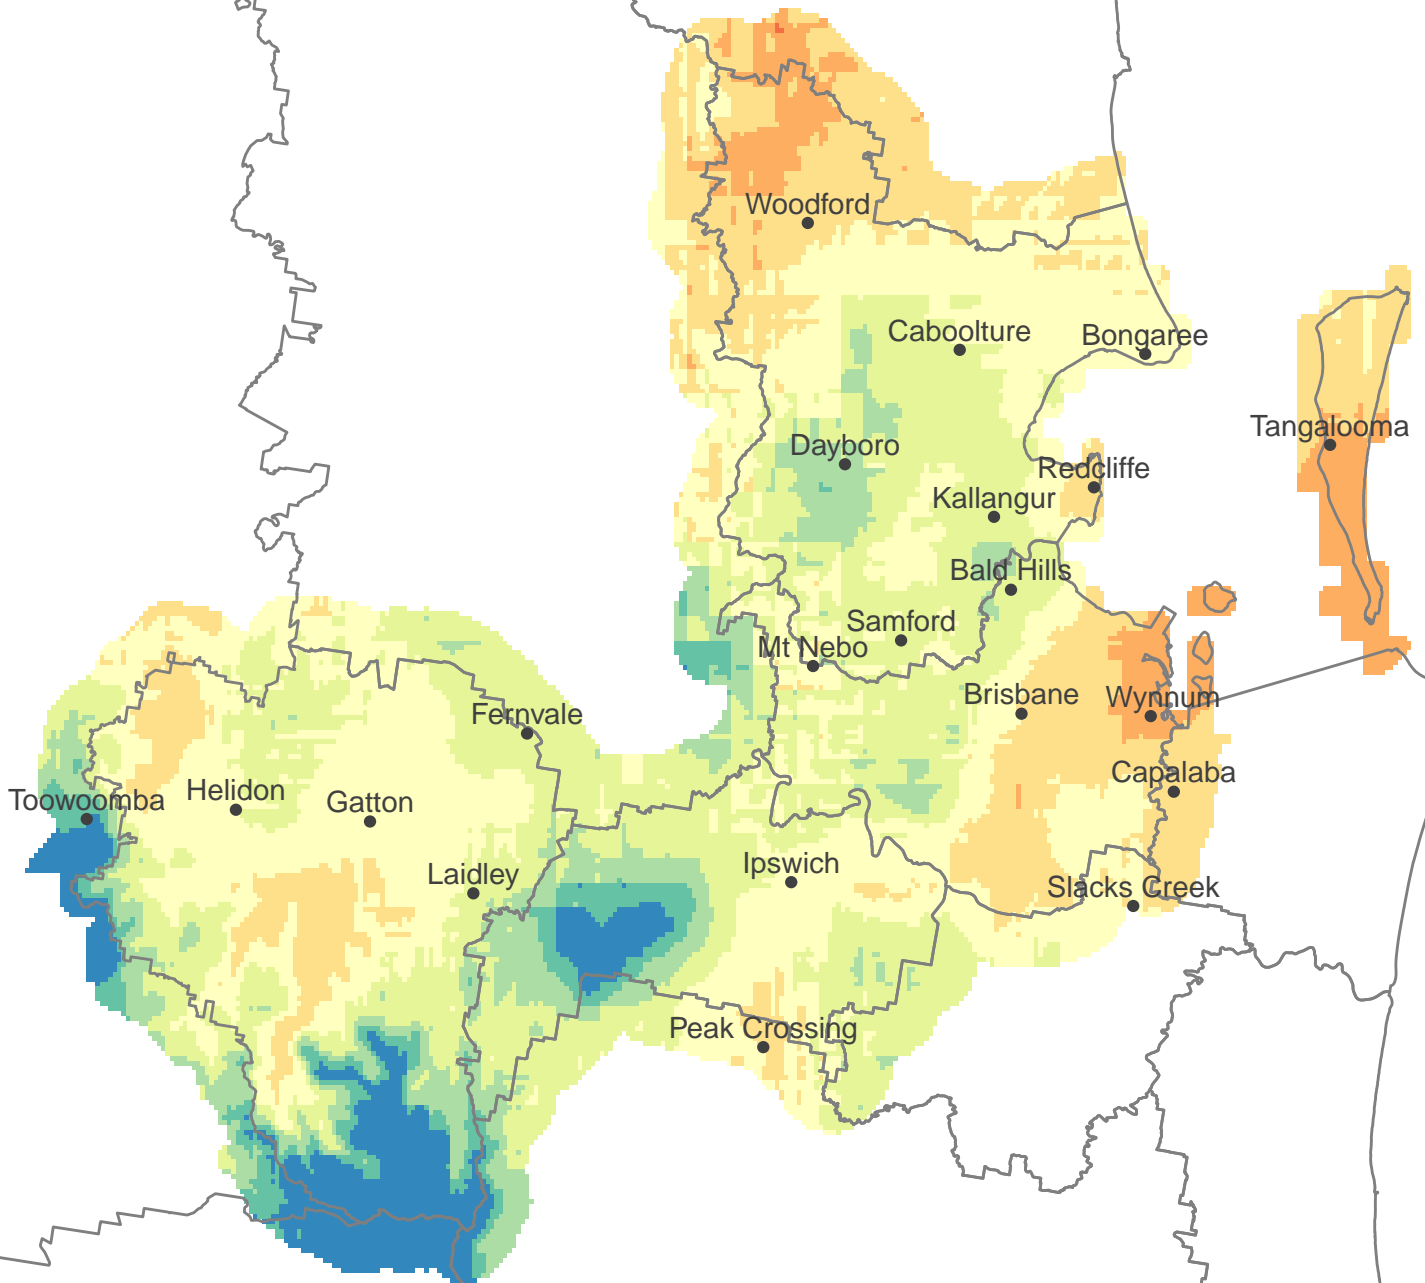 Woodford
Caboolture
Bongaree
Tangalooma
Dayboro
Redcliffe
Kallangur
Bald Hills
Samford
Mt Nebo
Brisbane
Wynnum
Fernvale
Capalaba
Toowoomba
Helidon
Gatton
Ipswich
Laidley
Slacks Creek
Peak Crossing